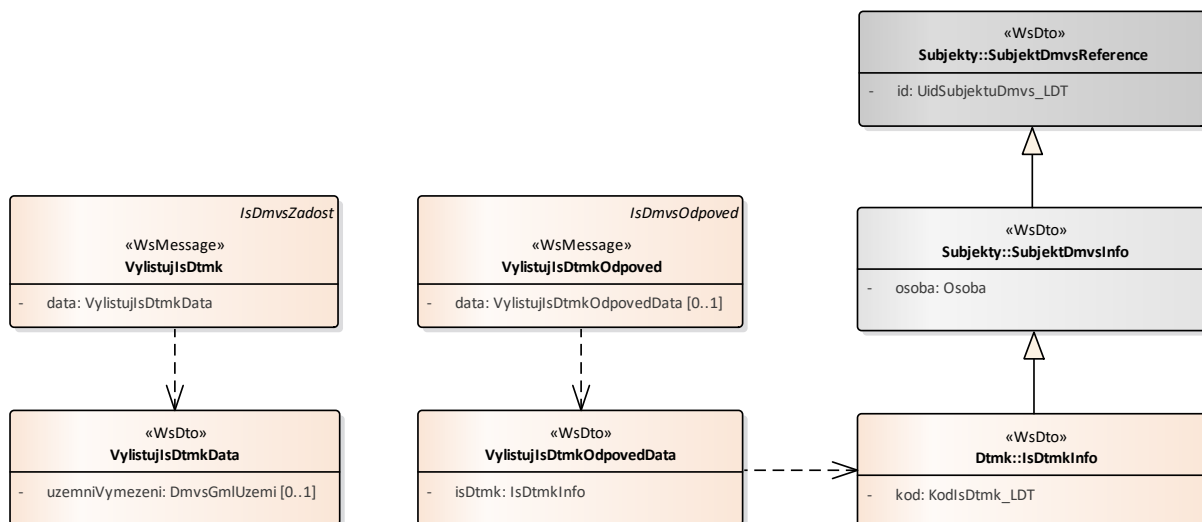 «WsDto»
Subjekty::SubjektDmvsReference
- id: UidSubjektuDmvs_LDT
IsDmvsZadost
«WsMessage»
VylistujIsDtmk
- data: VylistujIsDtmkData
IsDmvsOdpoved
«WsMessage»
VylistujIsDtmkOdpoved
- data: VylistujIsDtmkOdpovedData [0..1]
«WsDto»
Subjekty::SubjektDmvsInfo
- osoba: Osoba
«WsDto»
VylistujIsDtmkData
- uzemniVymezeni: DmvsGmlUzemi [0..1]
«WsDto»
VylistujIsDtmkOdpovedData
- isDtmk: IsDtmkInfo
«WsDto»
Dtmk::IsDtmkInfo
- kod: KodIsDtmk_LDT